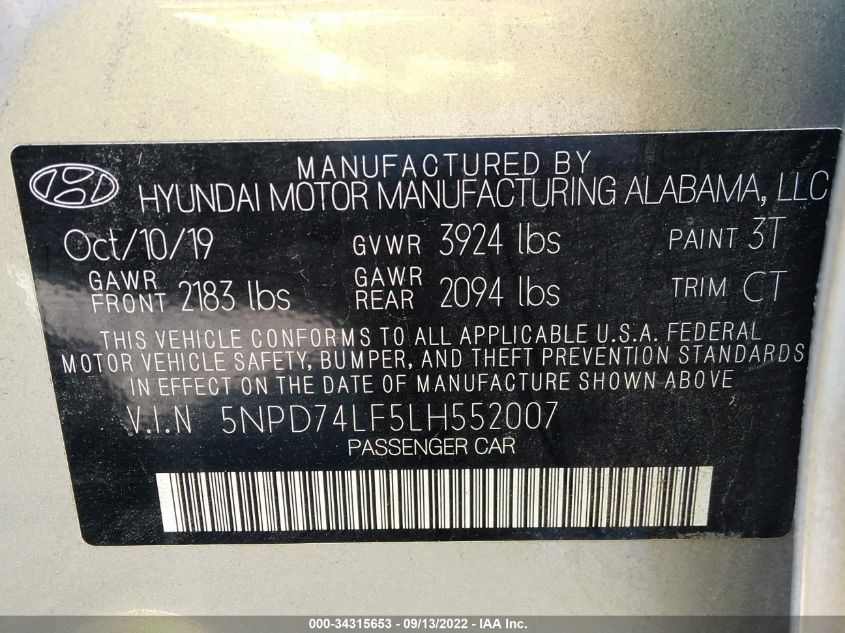 MANUFACTURED BY
HYUNDAI MOTOR MANUFACTURING ALABAMA, LLC
Oct/10/19 GVWR 3924 lbs PAINT 3T
GAWR FRONT 2183 lbs GAWR REAR 2094 lbs TRIM CT
THIS VEHICLE CONFORMS TO ALL APPLICABLE U.S.A. FEDERAL
MOTOR VEHICLE SAFETY, BUMPER, AND THEFT PREVENTION STANDARDS
IN EFFECT ON THE DATE OF MANUFACTURE SHOWN ABOVE
V.I.N 5NPD74LF5LH552007
PASSENGER CAR
000-34315653 - 09/13/2022 - IAA Inc.